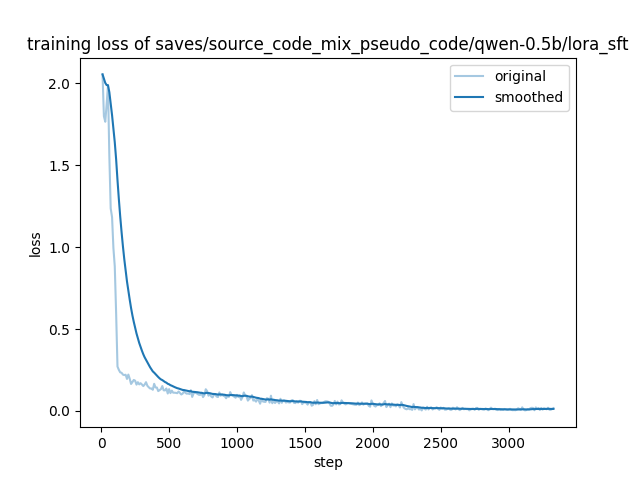 training loss of saves/source_code_mix_pseudo_code/qwen-0.5b/lora_sft
original
smoothed
2.0
1.5
1.0
0.5
0.0
loss
0
500
1000
1500
2000
2500
3000
step